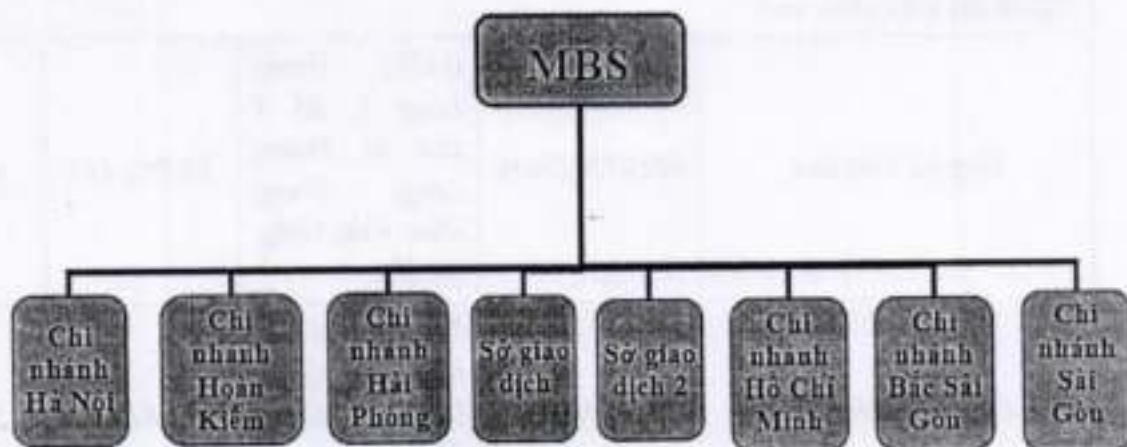 MBS
Chi
nhánh
Hà Nội
Chi
nhánh
Hoàn
Kiếm
Chi
nhánh
Hải
Phòng
Sở giao
dịch
Sở giao
dịch 2
Chi
nhánh
Hồ Chí
Minh
Chi
nhánh
Bắc Sài
Gòn
Chi
nhánh
Sài
Gòn